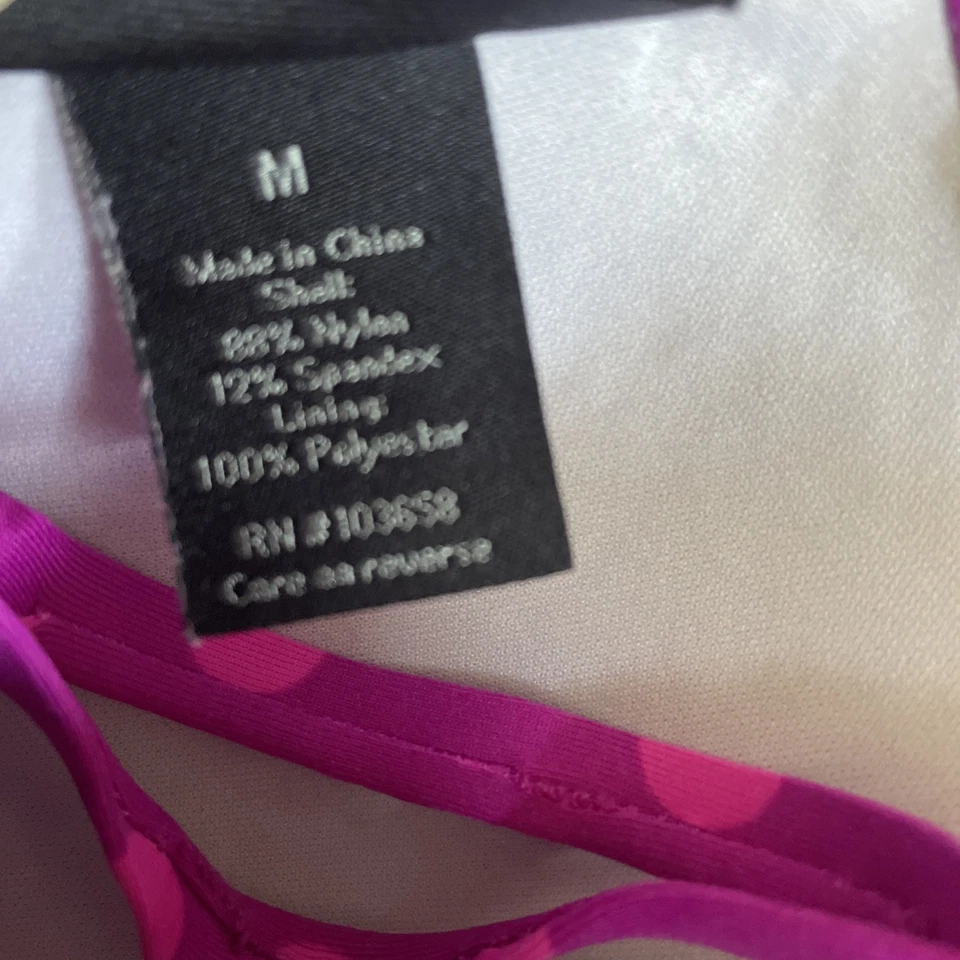 M
Made in China
Shell:
88% Nylon
12% Spandex
Lining:
100% Polyester
RN #103658
Care on reverse